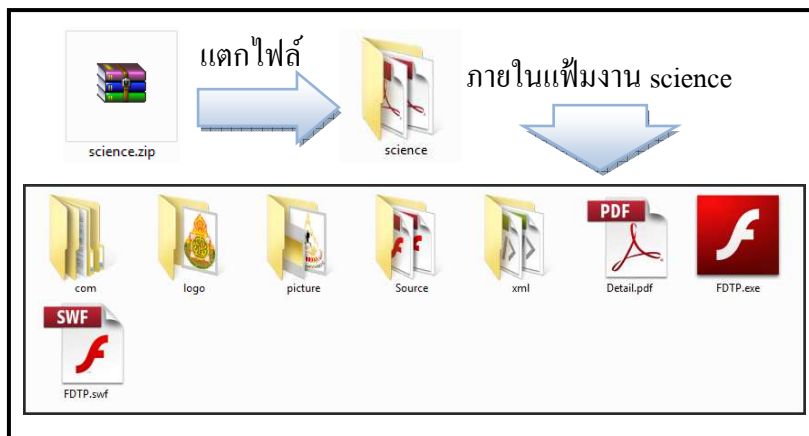 แตกไฟล์
ภายในแฟ้มงาน science
science.zip
science
com
logo
picture
Source
xml
PDF
Detail.pdf
FDTP.exe
SWF
FDTP.swf